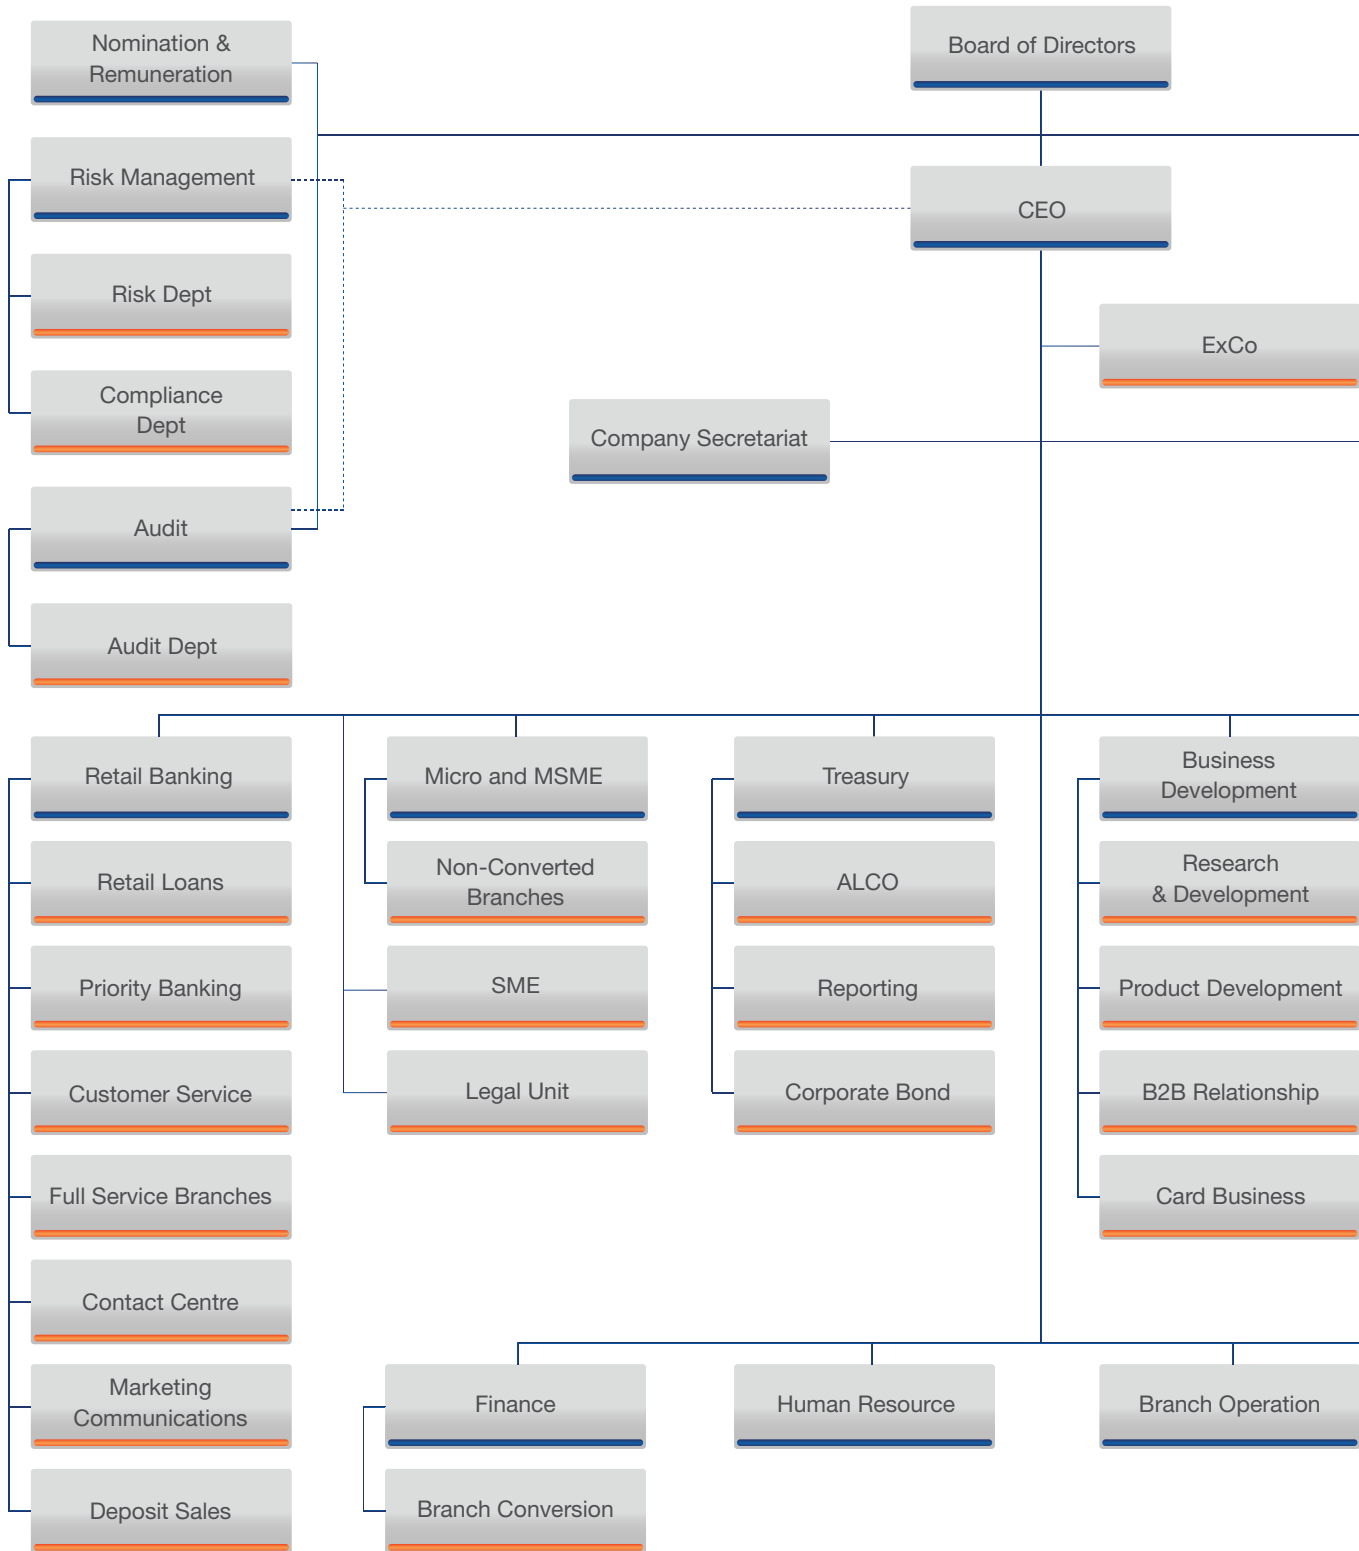 Nomination &
Remuneration
Board of Directors
Risk Management
CEO
Risk Dept
ExCo
Compliance
Dept
Company Secretariat
Audit
Audit Dept
Retail Banking
Micro and MSME
Treasury
Business
Development
Retail Loans
Non-Converted
Branches
ALCO
Research
& Development
Priority Banking
SME
Reporting
Product Development
Customer Service
Legal Unit
Corporate Bond
B2B Relationship
Full Service Branches
Card Business
Contact Centre
Marketing
Communications
Finance
Human Resource
Branch Operation
Deposit Sales
Branch Conversion